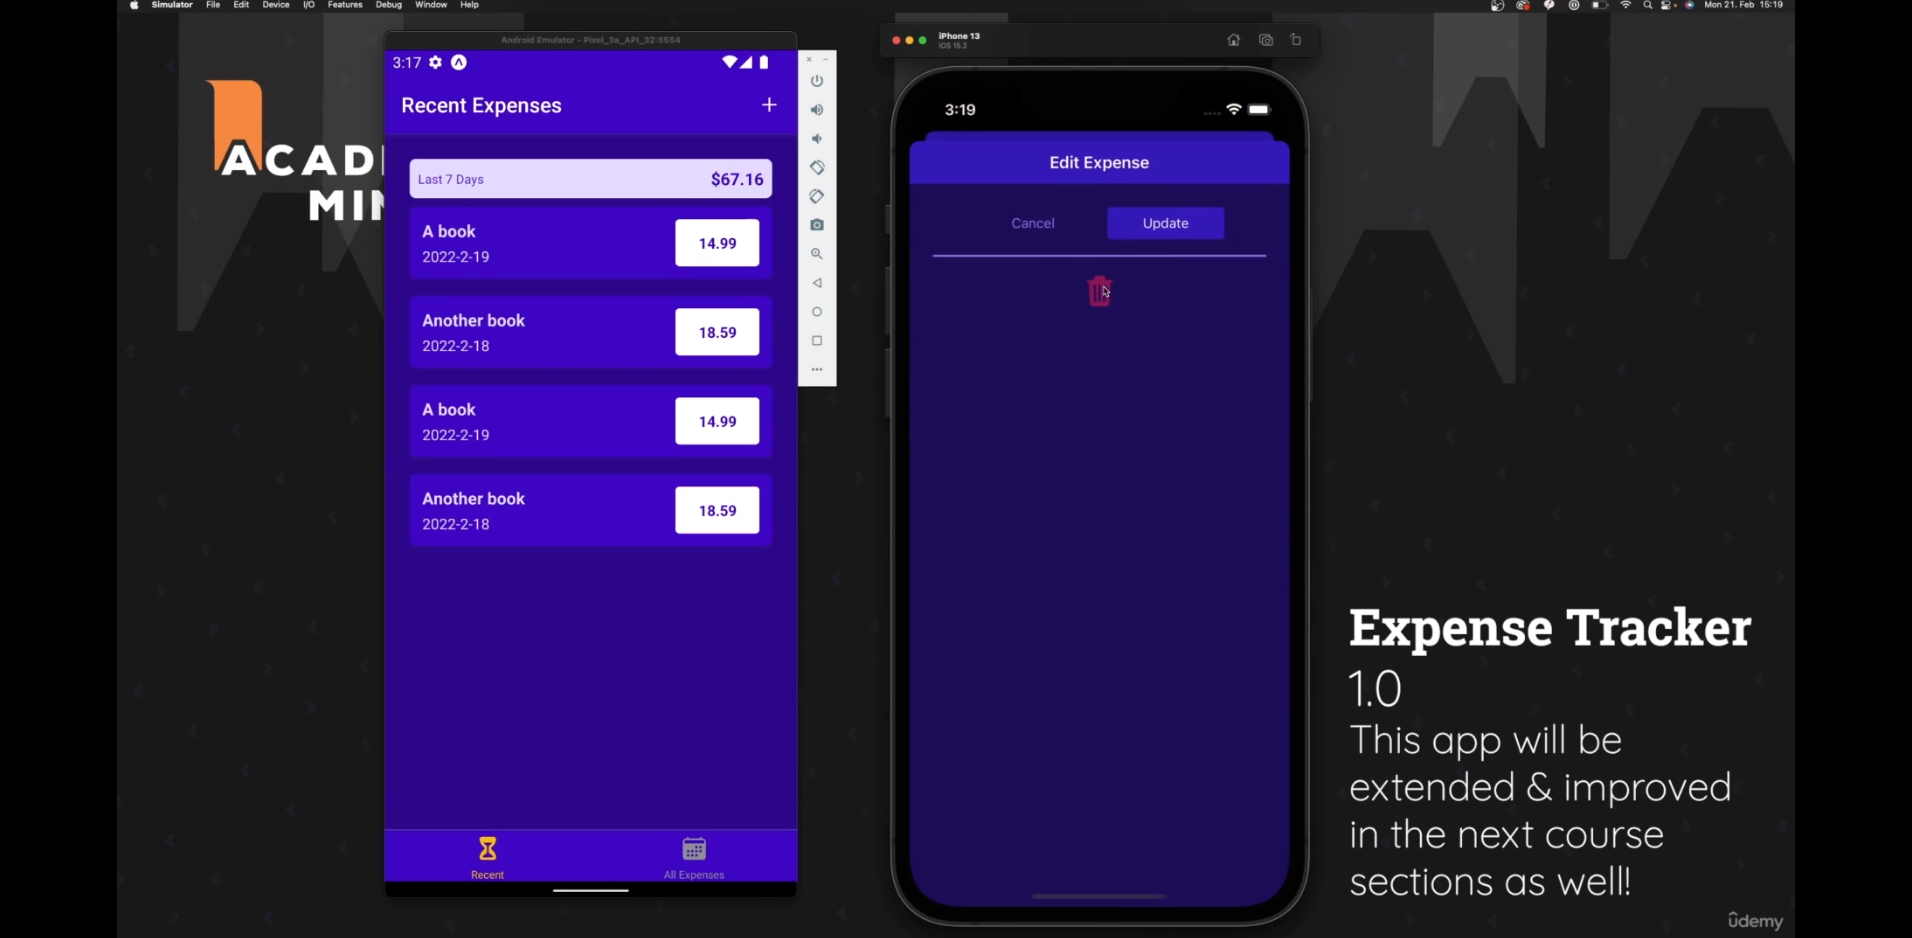 Simulator File Edit Device I/O Features Debug Window Help
Mon 21. Feb 15:19
ACAD
MIN
Android Emulator - Pixel_3a_API_32:5554
3:17
Recent Expenses
Last 7 Days $67.16
A book
2022-2-19
14.99
Another book
2022-2-18
18.59
A book
2022-2-19
14.99
Another book
2022-2-18
18.59
Recent
All Expenses
iPhone 13
iOS 15.2
3:19
Edit Expense
Cancel
Update
Expense Tracker
1.0
This app will be
extended & improved
in the next course
sections as well!
ûdemy